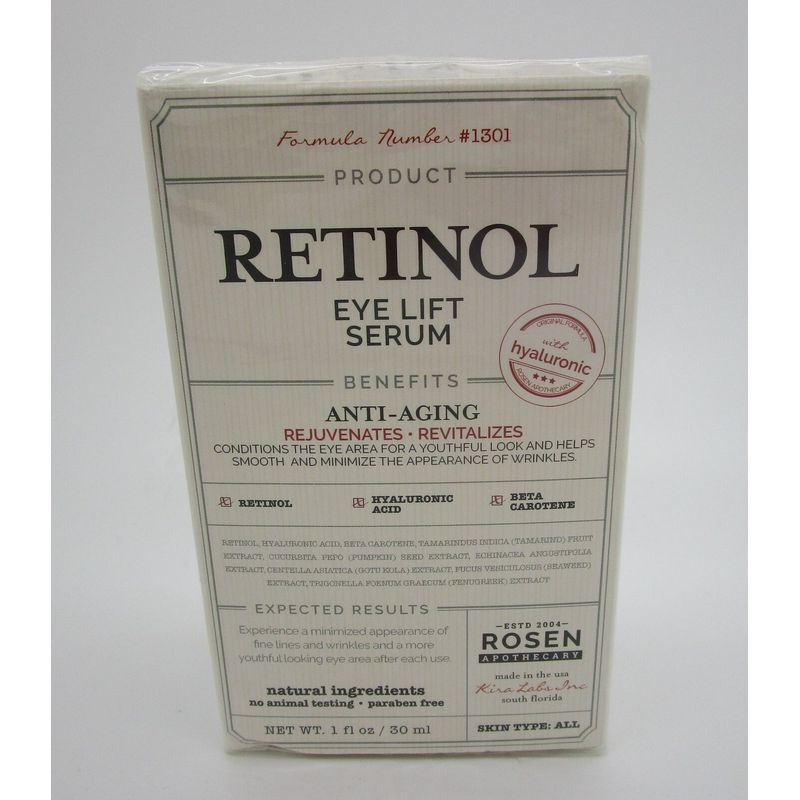 Formula Number #1301
PRODUCT
RETINOL
EYE LIFT
SERUM
ORIGINAL FORMULA
with
hyaluronic
ROSEN APOTHECARY
BENEFITS
ANTI-AGING
REJUVENATES • REVITALIZES
CONDITIONS THE EYE AREA FOR A YOUTHFUL LOOK AND HELPS
SMOOTH AND MINIMIZE THE APPEARANCE OF WRINKLES.
RETINOL
HYALURONIC
ACID
BETA
CAROTENE
RETINOL, HYALURONIC ACID, BETA CAROTENE, TAMARINDUS INDICA (TAMARIND) FRUIT
EXTRACT, CUCURBITA PEPO (PUMPKIN) SEED EXTRACT, ECHINACEA ANGUSTIFOLIA
EXTRACT, CENTELLA ASIATICA (GOTU KOLA) EXTRACT, FUCUS VESICULOSUS (SEAWEED)
EXTRACT, TRIGONELLA FOENUM GRAECUM (FENUGREEK) EXTRACT
EXPECTED RESULTS
Experience a minimized appearance of
fine lines and wrinkles and a more
youthful looking eye area after each use.
natural ingredients
no animal testing • paraben free
NET WT. 1 fl oz / 30 ml
ESTD 2004
ROSEN
APOTHECARY
made in the usa
Kira Labs Inc
south florida
SKIN TYPE: ALL